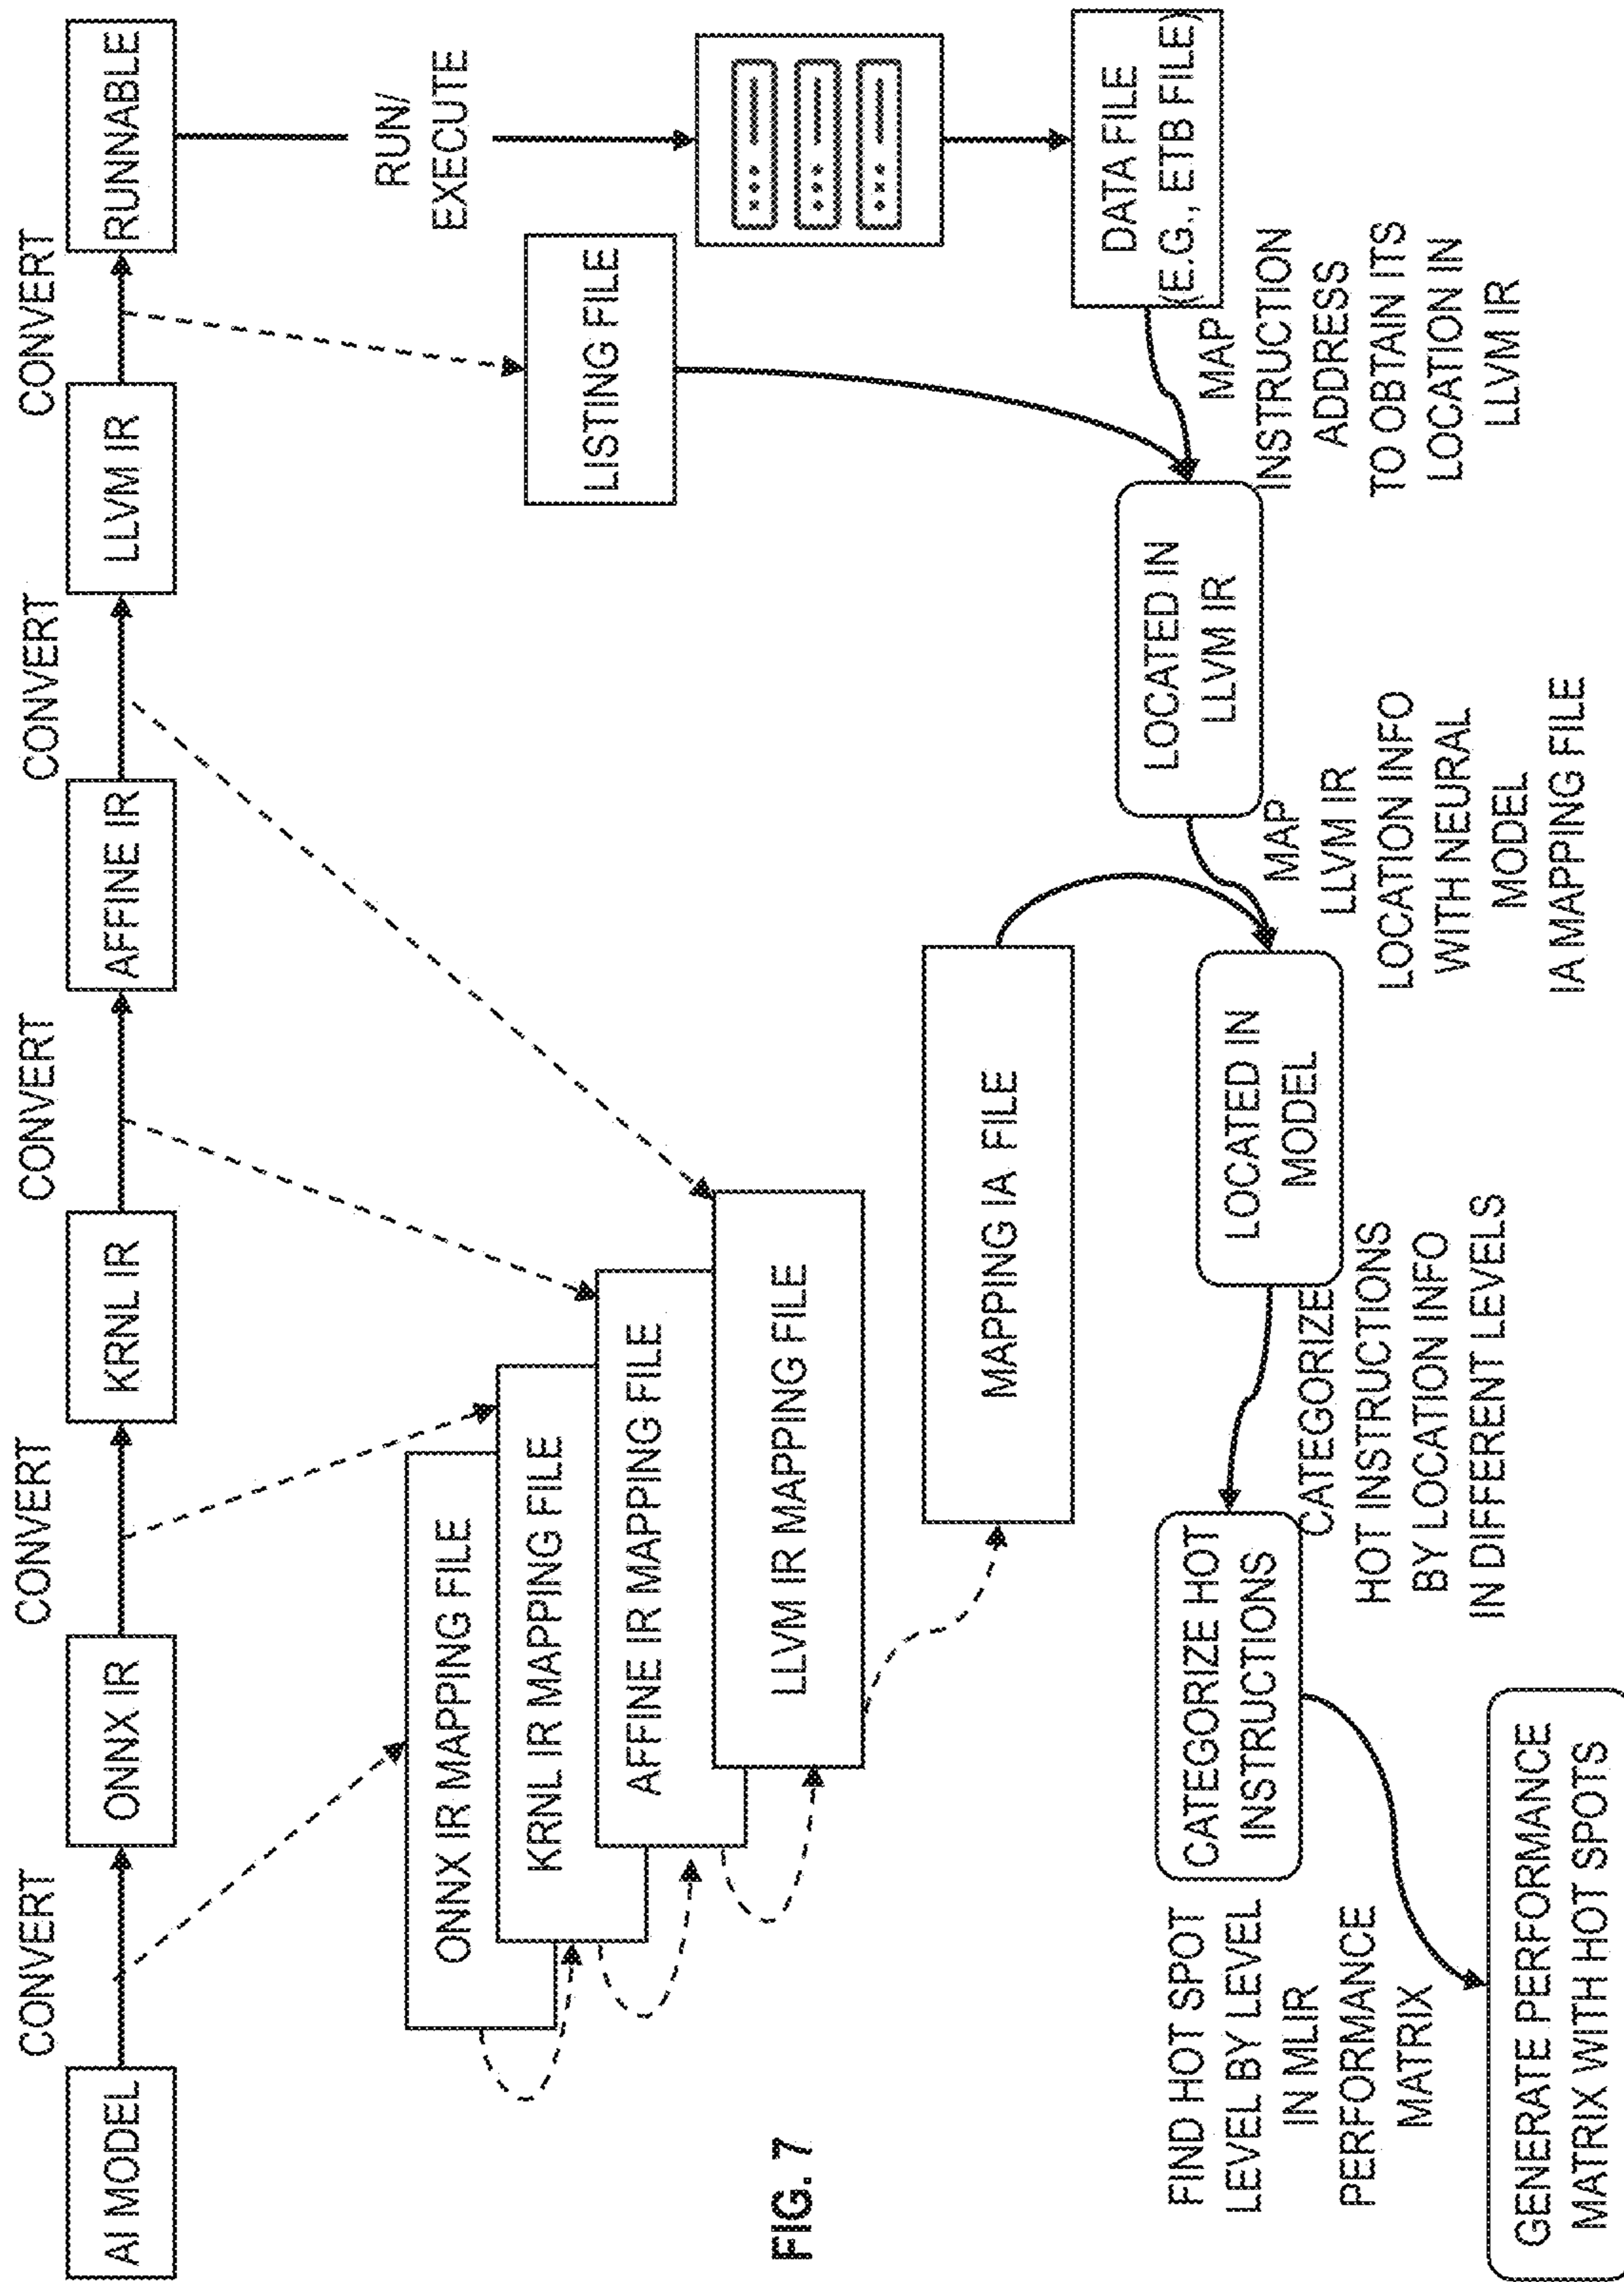 CONVERT
CONVERT
CONVERT
CONVERT
CONVERT
AI MODEL
ONNX IR
KRNL IR
AFFINE IR
LLVM IR
RUNNABLE
RUN/
EXECUTE
ONNX IR MAPPING FILE
KRNL IR MAPPING FILE
AFFINE IR MAPPING FILE
LLVM IR MAPPING FILE
LISTING FILE
MAPPING IA FILE
DATA FILE
(E.G., ETB FILE)
MAP
INSTRUCTION
ADDRESS
TO OBTAIN ITS
LOCATION IN
LLVM IR
LOCATED IN
LLVM IR
MAP
LLVM IR
LOCATION INFO
WITH NEURAL
MODEL
IA MAPPING FILE
LOCATED IN
MODEL
CATEGORIZE
HOT INSTRUCTIONS
BY LOCATION INFO
IN DIFFERENT LEVELS
CATEGORIZE HOT
INSTRUCTIONS
FIND HOT SPOT
LEVEL BY LEVEL
IN MLIR
PERFORMANCE
MATRIX
GENERATE PERFORMANCE
MATRIX WITH HOT SPOTS
FIG. 7